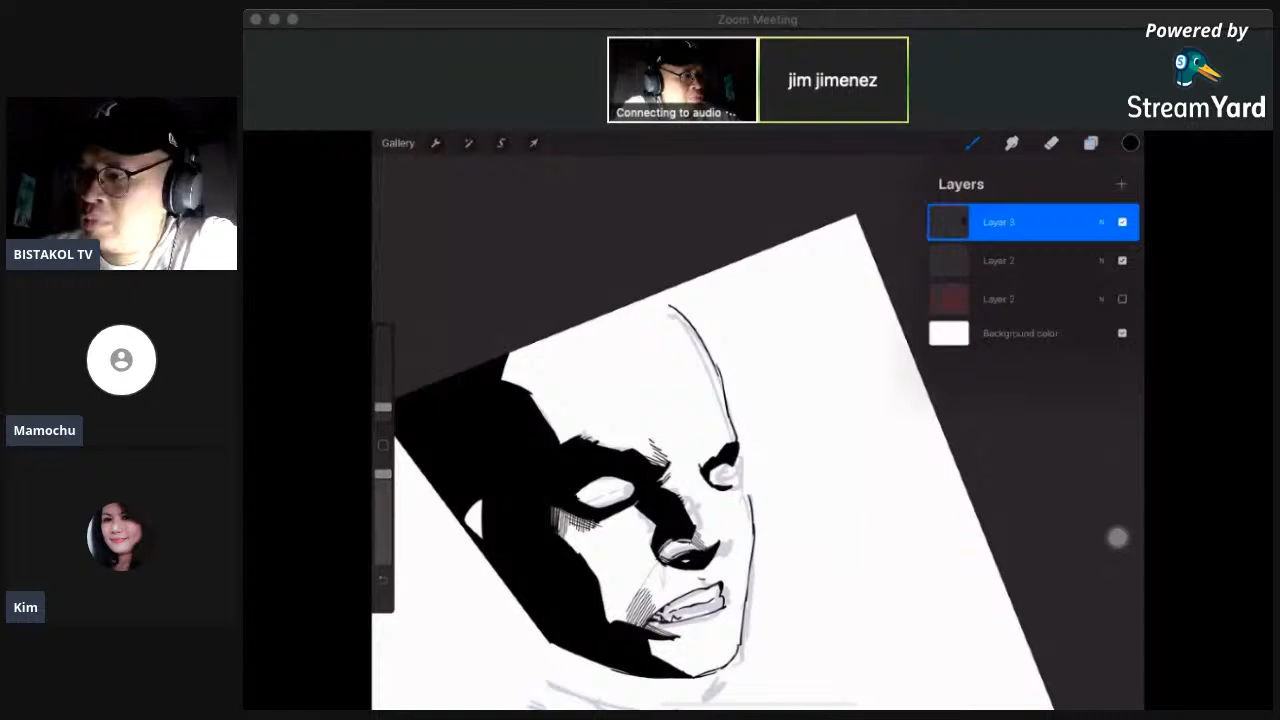 Zoom Meeting
Powered by
StreamYard
Connecting to audio ...
jim jimenez
Gallery
Layers
Layer 3
N
Layer 2
N
Layer 2
N
Background color
BISTAKOL TV
Mamochu
Kim